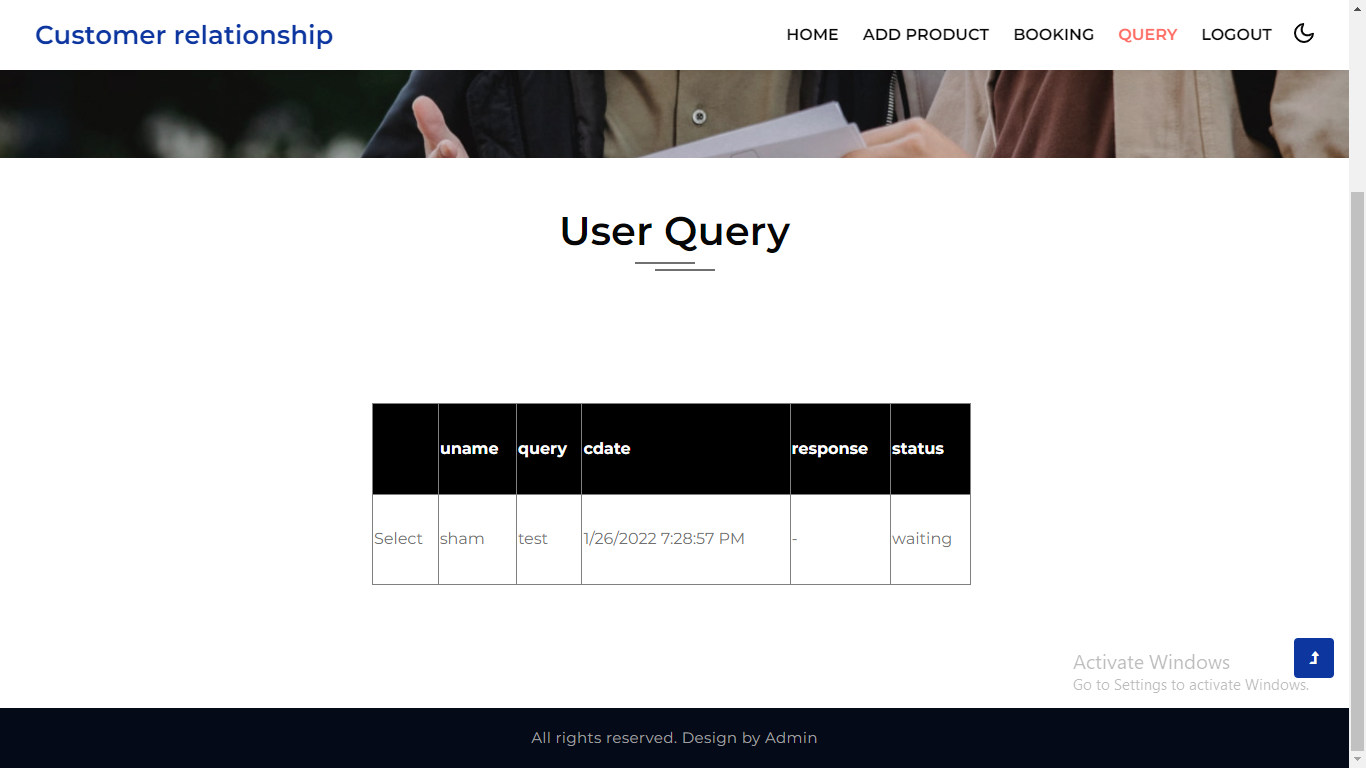 Customer relationship
HOME ADD PRODUCT BOOKING QUERY LOGOUT
User Query
uname query cdate response status
Select sham test 1/26/2022 7:28:57 PM - waiting
Activate Windows
Go to Settings to activate Windows.
All rights reserved. Design by Admin